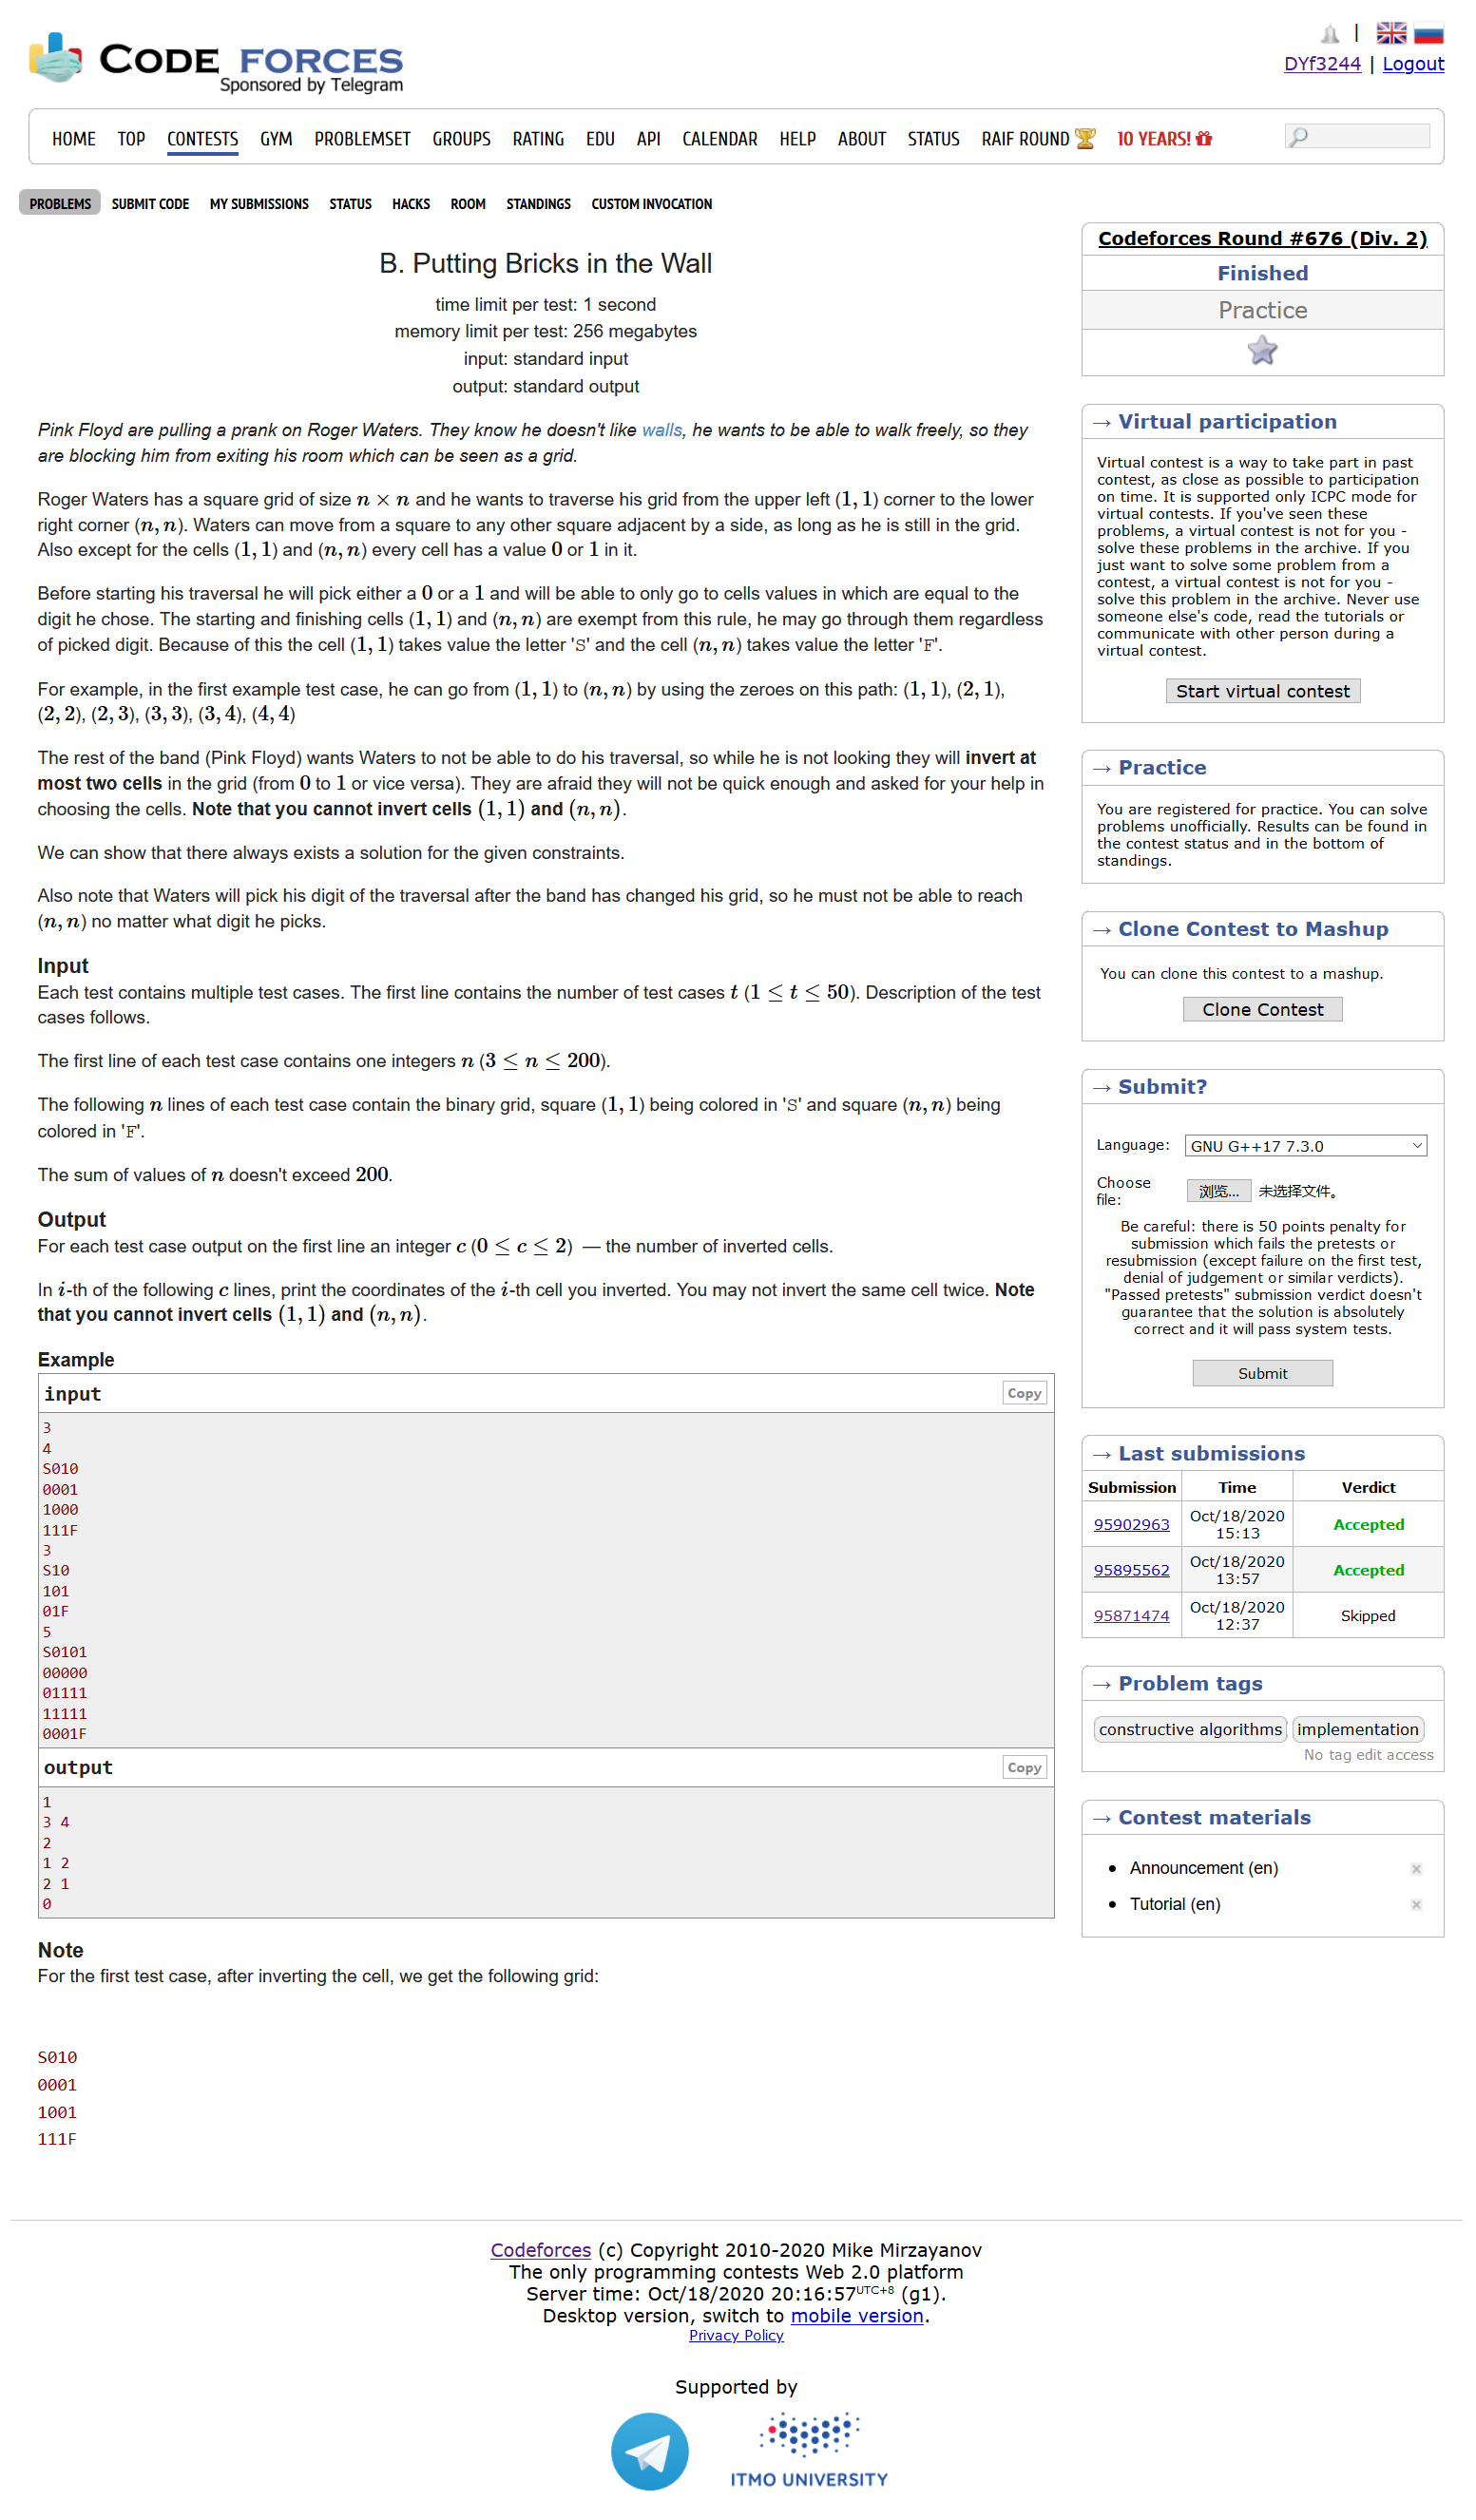 CODE FORCES
Sponsored by Telegram
|
DYf3244 | Logout
HOME TOP CONTESTS GYM PROBLEMSET GROUPS RATING EDU API CALENDAR HELP ABOUT STATUS RAIF ROUND 10 YEARS!
PROBLEMS SUBMIT CODE MY SUBMISSIONS STATUS HACKS ROOM STANDINGS CUSTOM INVOCATION
B. Putting Bricks in the Wall
time limit per test: 1 second
memory limit per test: 256 megabytes
input: standard input
output: standard output
Pink Floyd are pulling a prank on Roger Waters. They know he doesn't like walls, he wants to be able to walk freely, so they
are blocking him from exiting his room which can be seen as a grid.
Roger Waters has a square grid of size n × n and he wants to traverse his grid from the upper left (1, 1) corner to the lower
right corner (n, n). Waters can move from a square to any other square adjacent by a side, as long as he is still in the grid.
Also except for the cells (1, 1) and (n, n) every cell has a value 0 or 1 in it.
Before starting his traversal he will pick either a 0 or a 1 and will be able to only go to cells values in which are equal to the
digit he chose. The starting and finishing cells (1, 1) and (n, n) are exempt from this rule, he may go through them regardless
of picked digit. Because of this the cell (1, 1) takes value the letter 'S' and the cell (n, n) takes value the letter 'F'.
For example, in the first example test case, he can go from (1, 1) to (n, n) by using the zeroes on this path: (1, 1), (2, 1),
(2, 2), (2, 3), (3, 3), (3, 4), (4, 4)
The rest of the band (Pink Floyd) wants Waters to not be able to do his traversal, so while he is not looking they will invert at
most two cells in the grid (from 0 to 1 or vice versa). They are afraid they will not be quick enough and asked for your help in
choosing the cells. Note that you cannot invert cells (1, 1) and (n, n).
We can show that there always exists a solution for the given constraints.
Also note that Waters will pick his digit of the traversal after the band has changed his grid, so he must not be able to reach
(n, n) no matter what digit he picks.
Input
Each test contains multiple test cases. The first line contains the number of test cases t (1 ≤ t ≤ 50). Description of the test
cases follows.
The first line of each test case contains one integers n (3 ≤ n ≤ 200).
The following n lines of each test case contain the binary grid, square (1, 1) being colored in 'S' and square (n, n) being
colored in 'F'.
The sum of values of n doesn't exceed 200.
Output
For each test case output on the first line an integer c (0 ≤ c ≤ 2) — the number of inverted cells.
In i-th of the following c lines, print the coordinates of the i-th cell you inverted. You may not invert the same cell twice. Note
that you cannot invert cells (1, 1) and (n, n).
Example
input Copy
3
4
S010
0001
1000
111F
3
S10
101
01F
5
S0101
00000
01111
11111
0001F
output Copy
1
3 4
2
1 2
2 1
0
Note
For the first test case, after inverting the cell, we get the following grid:
S010
0001
1001
111F
Codeforces Round #676 (Div. 2)
Finished
Practice
→ Virtual participation
Virtual contest is a way to take part in past
contest, as close as possible to participation
on time. It is supported only ICPC mode for
virtual contests. If you've seen these
problems, a virtual contest is not for you -
solve these problems in the archive. If you
just want to solve some problem from a
contest, a virtual contest is not for you -
solve this problem in the archive. Never use
someone else's code, read the tutorials or
communicate with other person during a
virtual contest.
Start virtual contest
→ Practice
You are registered for practice. You can solve
problems unofficially. Results can be found in
the contest status and in the bottom of
standings.
→ Clone Contest to Mashup
You can clone this contest to a mashup.
Clone Contest
→ Submit?
Language: GNU G++17 7.3.0
Choose
file: 浏览... 未选择文件。
Be careful: there is 50 points penalty for
submission which fails the pretests or
resubmission (except failure on the first test,
denial of judgement or similar verdicts).
"Passed pretests" submission verdict doesn't
guarantee that the solution is absolutely
correct and it will pass system tests.
Submit
→ Last submissions
Submission Time Verdict
95902963 Oct/18/2020 15:13 Accepted
95895562 Oct/18/2020 13:57 Accepted
95871474 Oct/18/2020 12:37 Skipped
→ Problem tags
constructive algorithms implementation
No tag edit access
→ Contest materials
Announcement (en)
Tutorial (en)
Codeforces (c) Copyright 2010-2020 Mike Mirzayanov
The only programming contests Web 2.0 platform
Server time: Oct/18/2020 20:16:57 UTC+8 (g1).
Desktop version, switch to mobile version.
Privacy Policy
Supported by
ITMO UNIVERSITY